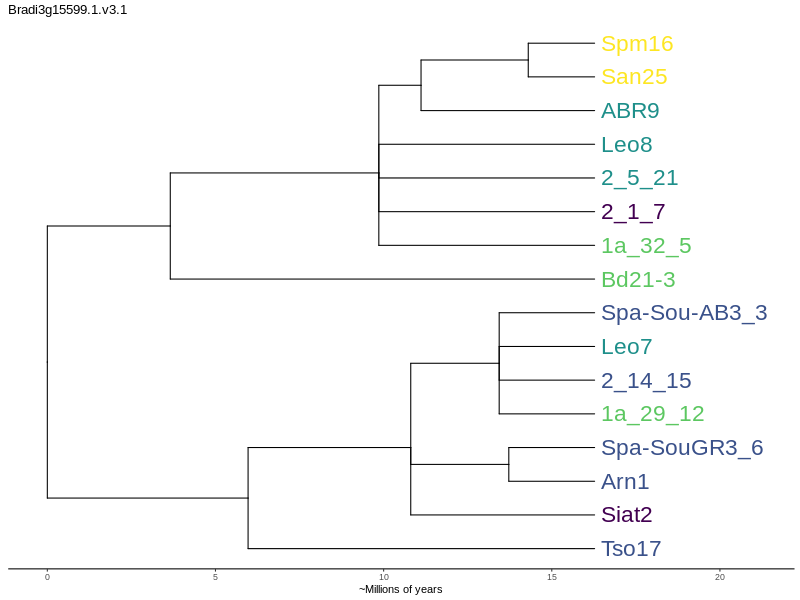 Bradi3g15599.1.v3.1
Spm16
San25
ABR9
Leo8
2_5_21
2_1_7
1a_32_5
Bd21-3
Spa-Sou-AB3_3
Leo7
2_14_15
1a_29_12
Spa-SouGR3_6
Arn1
Siat2
Tso17
0 5 10 15 20
~Millions of years